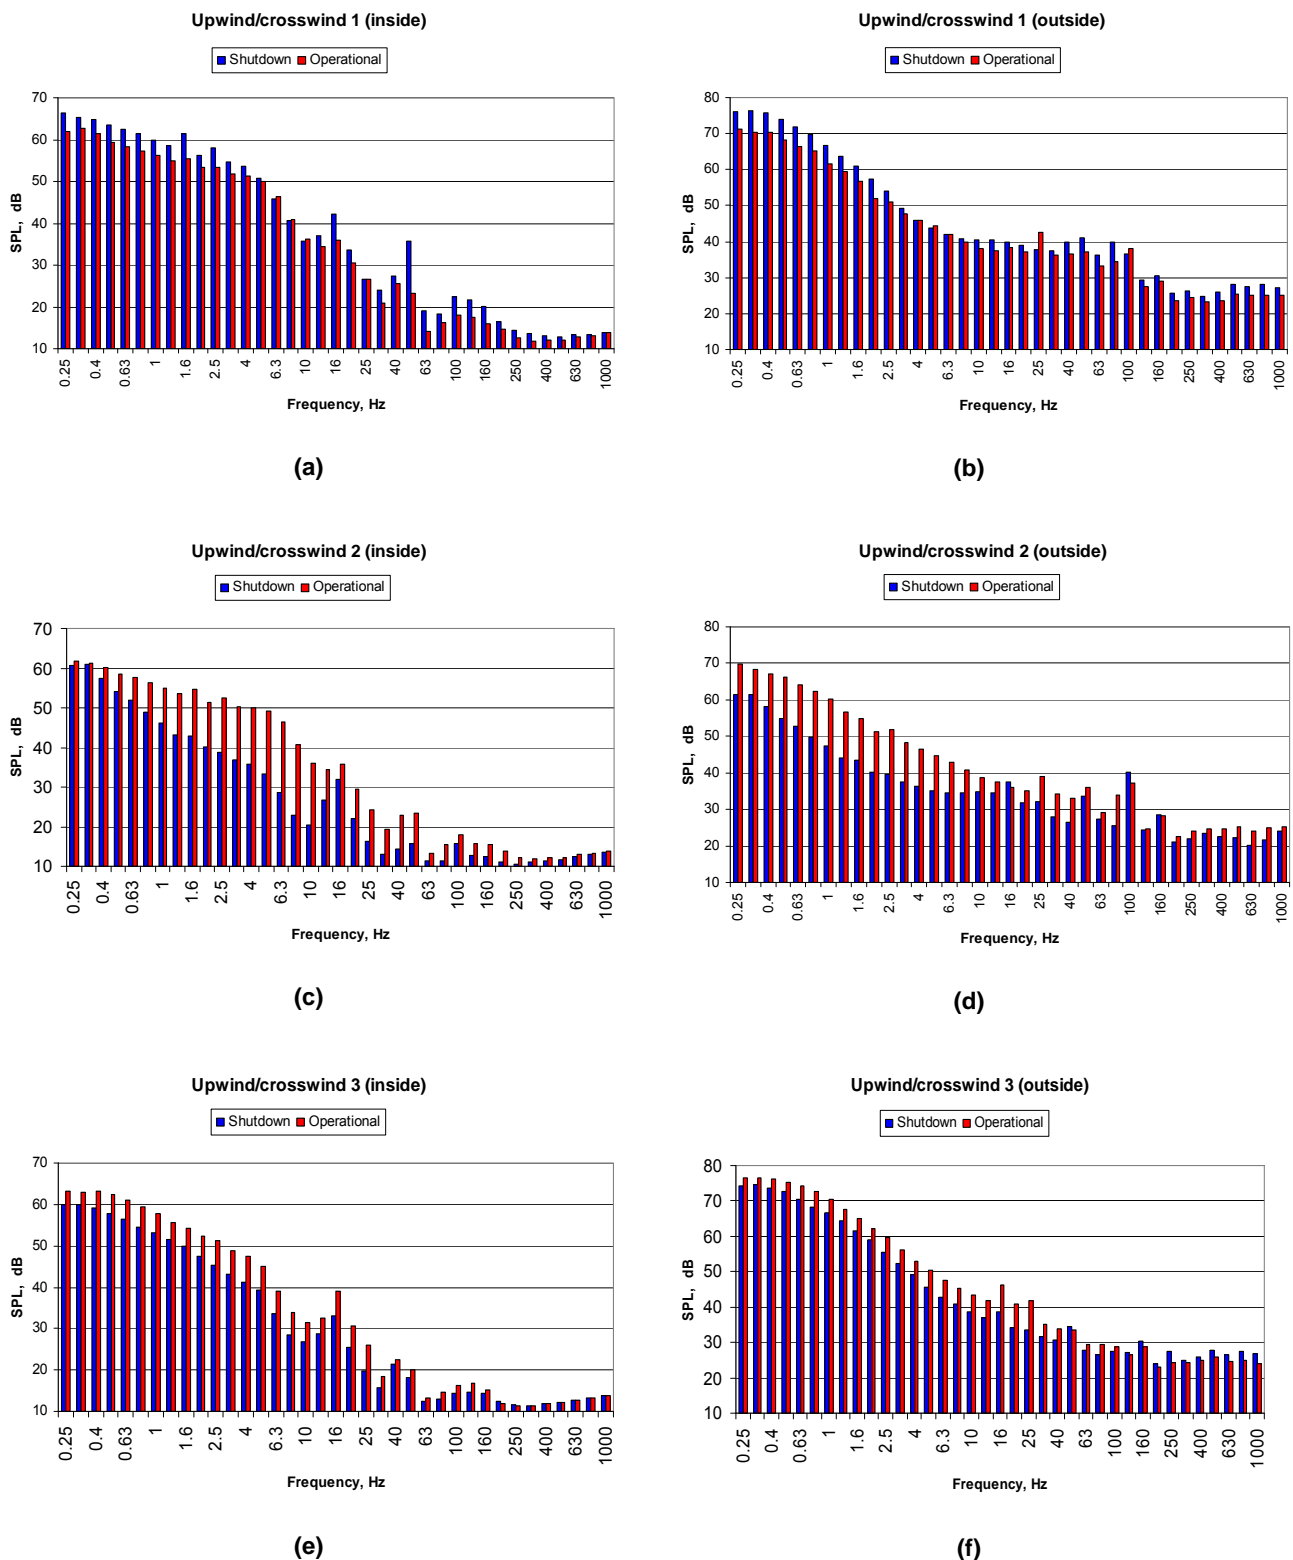 Upwind/crosswind 1 (inside)
Shutdown Operational
70
60
50
40
30
20
10
SPL, dB
0.25 0.4 0.63 1 1.6 2.5 4 6.3 10 16 25 40 63 100 160 250 400 630 1000
Frequency, Hz
(a)
Upwind/crosswind 1 (outside)
Shutdown Operational
80
70
60
50
40
30
20
10
SPL, dB
0.25 0.4 0.63 1 1.6 2.5 4 6.3 10 16 25 40 63 100 160 250 400 630 1000
Frequency, Hz
(b)
Upwind/crosswind 2 (inside)
Shutdown Operational
70
60
50
40
30
20
10
SPL, dB
0.25 0.4 0.63 1 1.6 2.5 4 6.3 10 16 25 40 63 100 160 250 400 630 1000
Frequency, Hz
(c)
Upwind/crosswind 2 (outside)
Shutdown Operational
80
70
60
50
40
30
20
10
SPL, dB
0.25 0.4 0.63 1 1.6 2.5 4 6.3 10 16 25 40 63 100 160 250 400 630 1000
Frequency, Hz
(d)
Upwind/crosswind 3 (inside)
Shutdown Operational
70
60
50
40
30
20
10
SPL, dB
0.25 0.4 0.63 1 1.6 2.5 4 6.3 10 16 25 40 63 100 160 250 400 630 1000
Frequency, Hz
(e)
Upwind/crosswind 3 (outside)
Shutdown Operational
80
70
60
50
40
30
20
10
SPL, dB
0.25 0.4 0.63 1 1.6 2.5 4 6.3 10 16 25 40 63 100 160 250 400 630 1000
Frequency, Hz
(f)